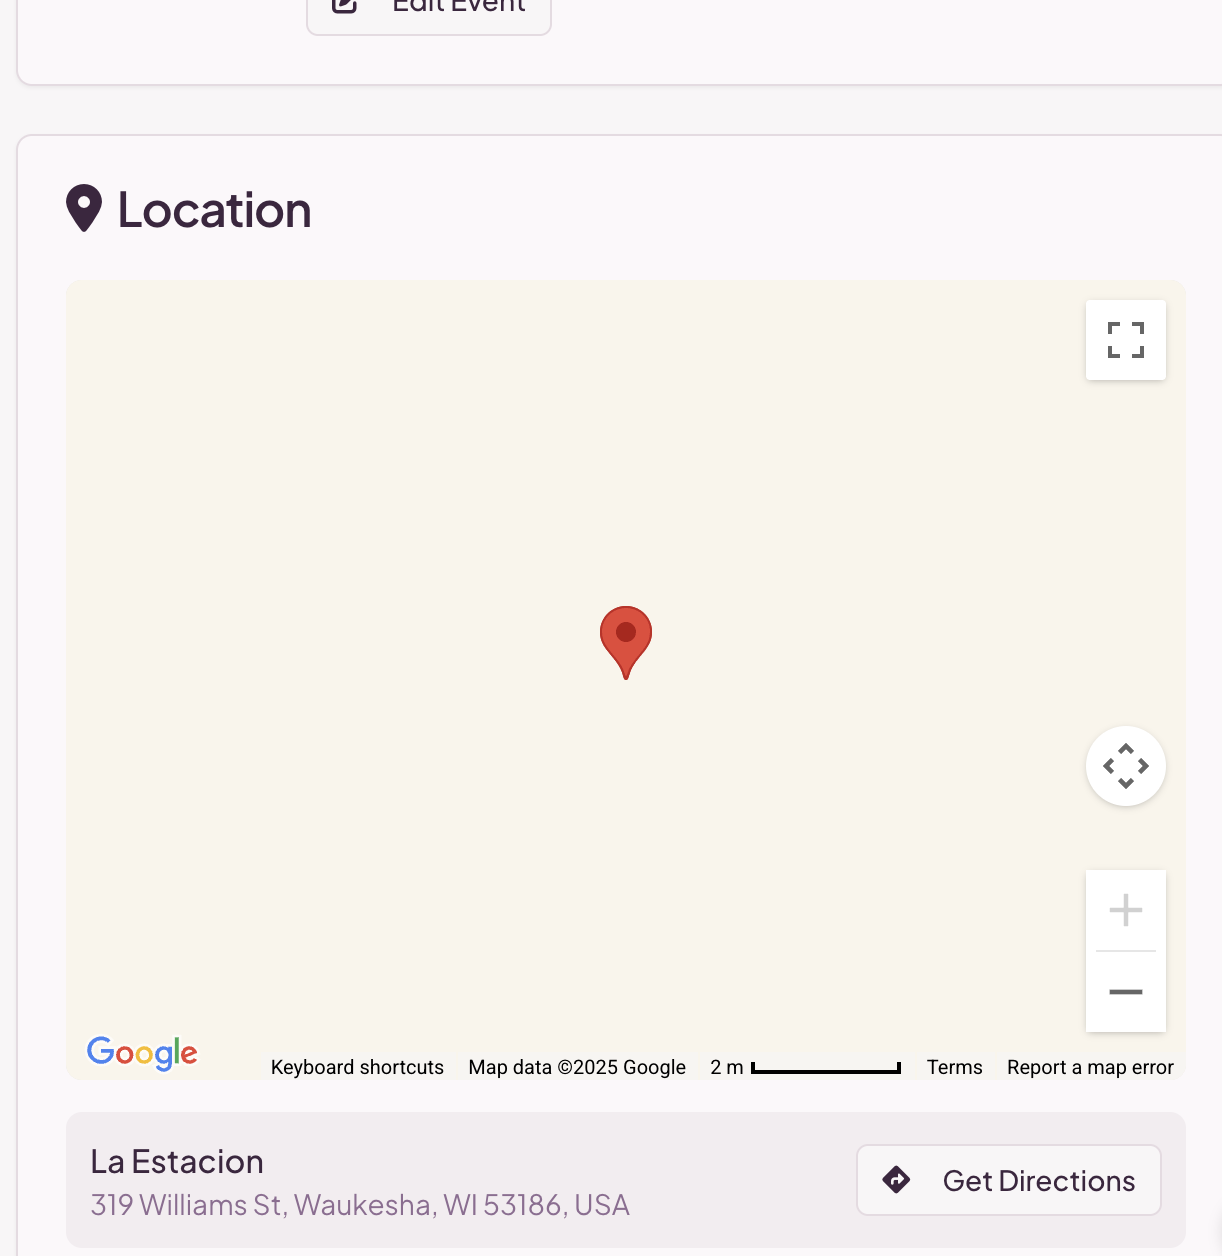 Edit Event
Location
Google
Keyboard shortcuts Map data ©2025 Google 2 m Terms Report a map error
La Estacion
319 Williams St, Waukesha, WI 53186, USA
Get Directions